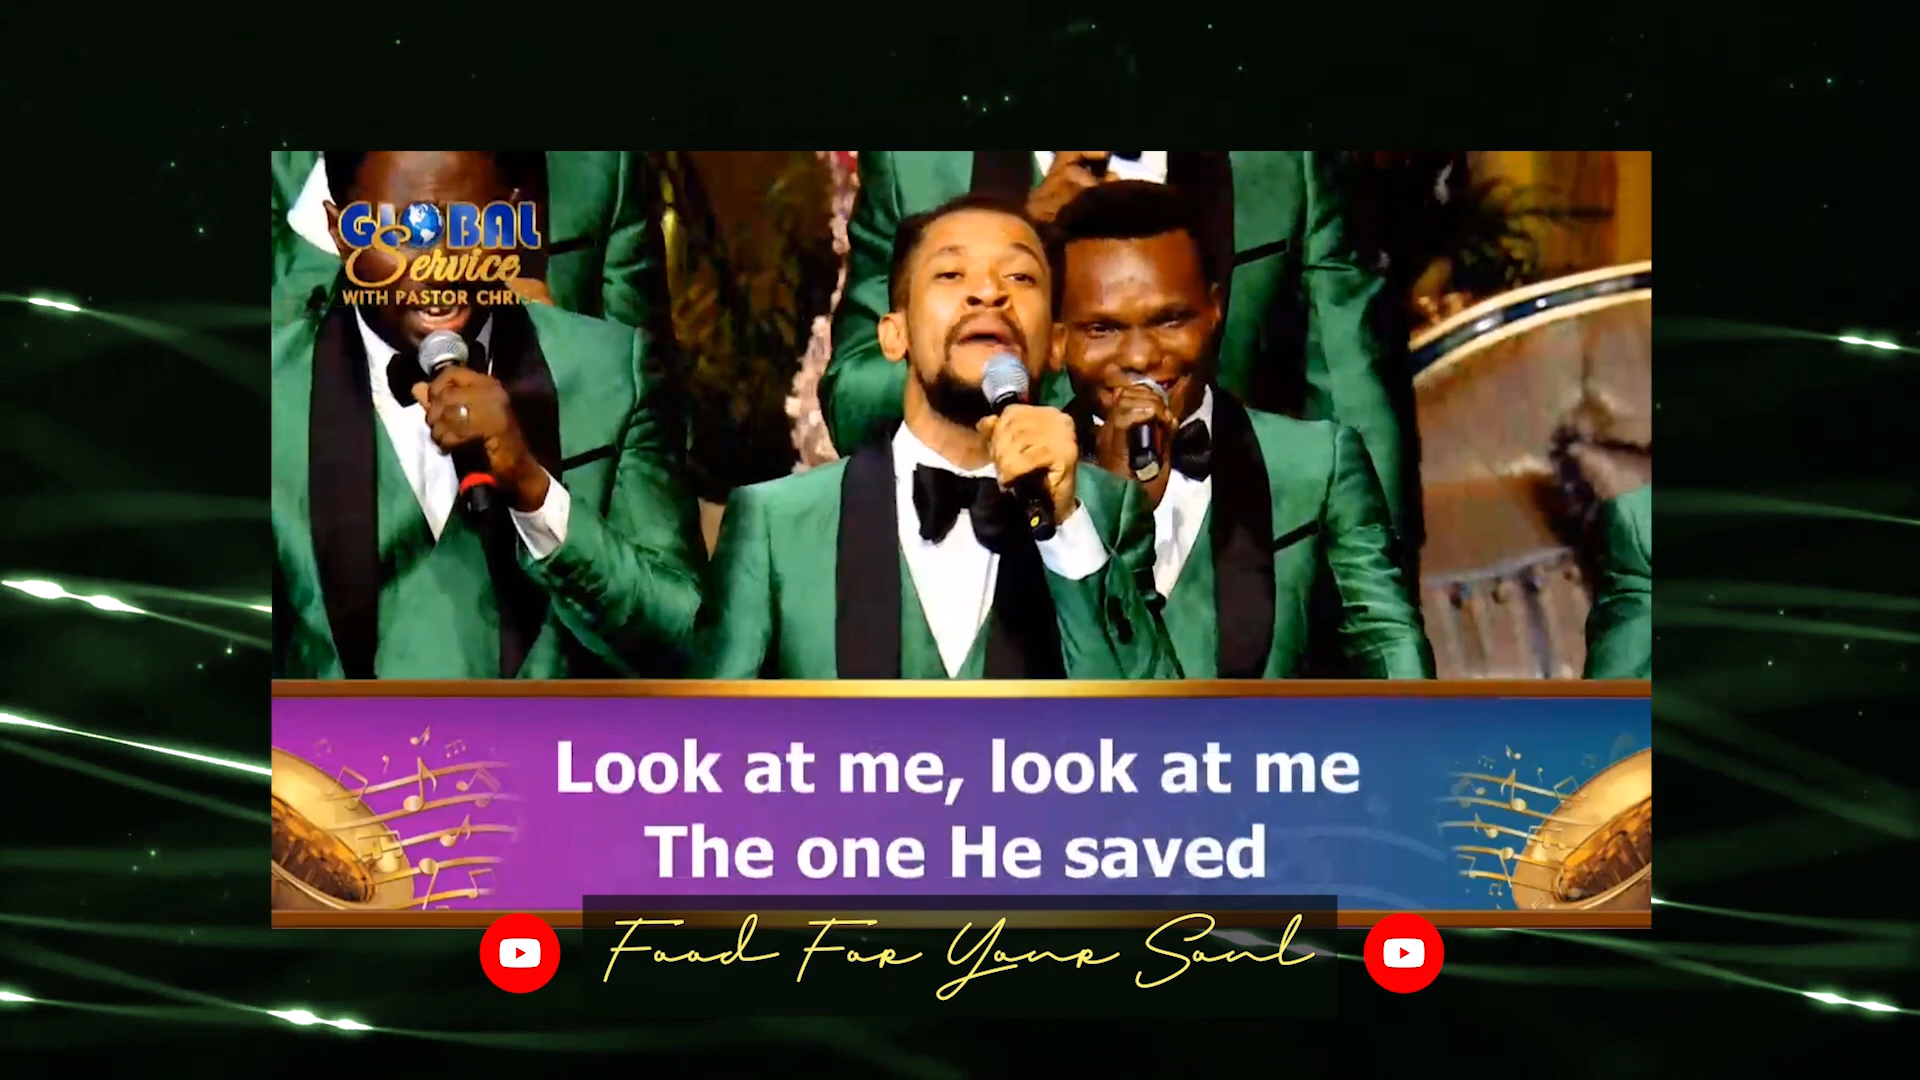 GLOBAL
Service
WITH PASTOR CHRIS
Look at me, look at me
The one He saved
Food For Your Soul